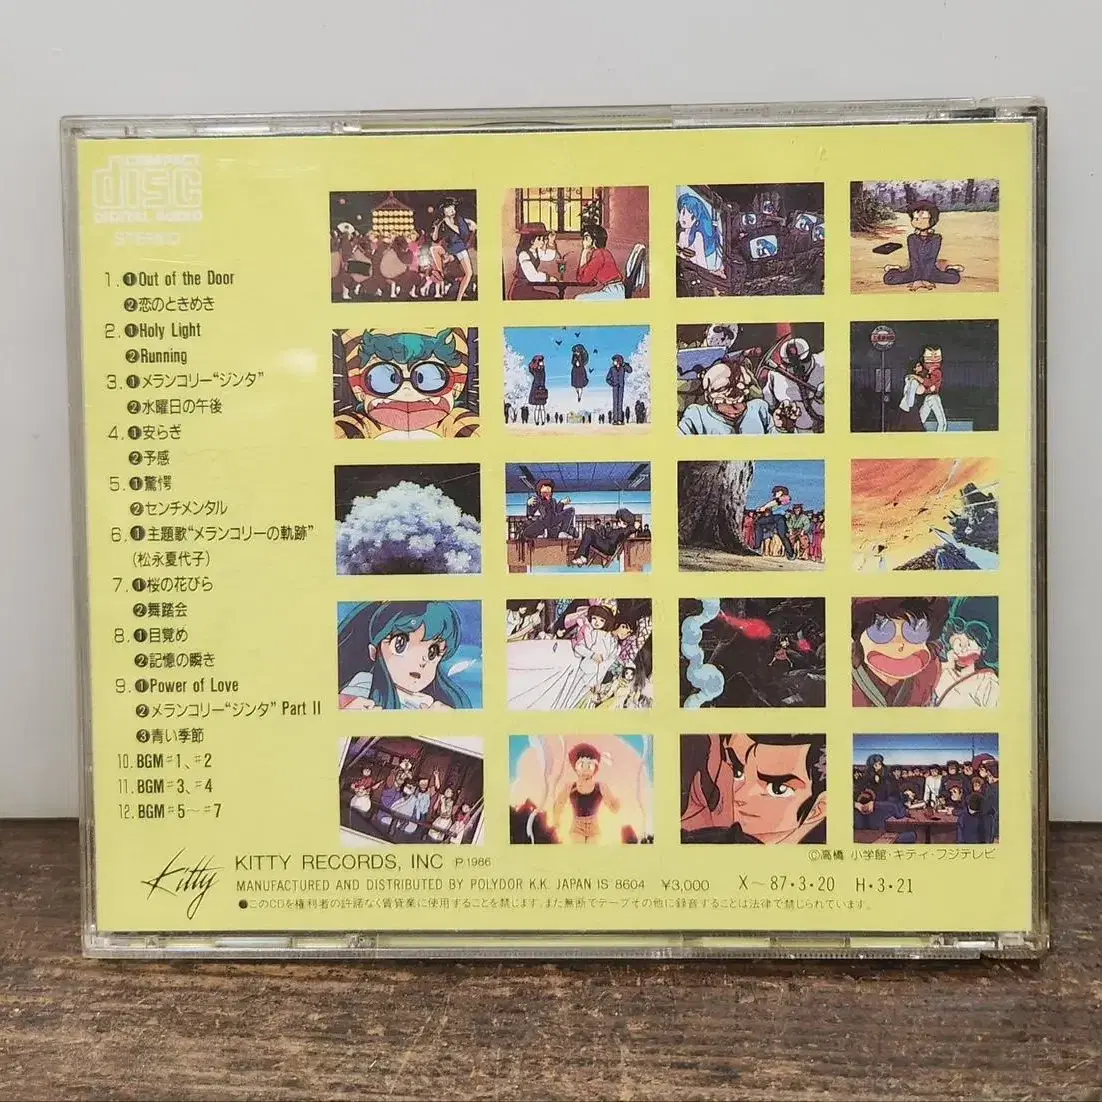 COMPACT
disc
DIGITAL AUDIO
STEREO
1.❶Out of the Door
❷恋のときめき
2.❶Holy Light
❷Running
3.❶メランコリー“ジンタ”
❷水曜日の午後
4.❶安らぎ
❷予感
5.❶驚愕
❷センチメンタル
6.❶主題歌“メランコリーの軌跡”
(松永夏代子)
7.❶桜の花びら
❷舞踏会
8.❶目覚め
❷記憶の瞬き
9.❶Power of Love
❷メランコリー“ジンタ” Part II
❸青い季節
10.BGM#1、#2
11.BGM#3、#4
12.BGM#5〜#7
©高橋 小学館・キティ・フジテレビ
Kitty KITTY RECORDS, INC ℗1986
MANUFACTURED AND DISTRIBUTED BY POLYDOR K.K. JAPAN IS 8604 ¥3,000 X〜87・3・20 H・3・21
●このCDを権利者の許諾なく賃貸業に使用することを禁じます。また無断でテープその他に録音することは法律で禁じられています。